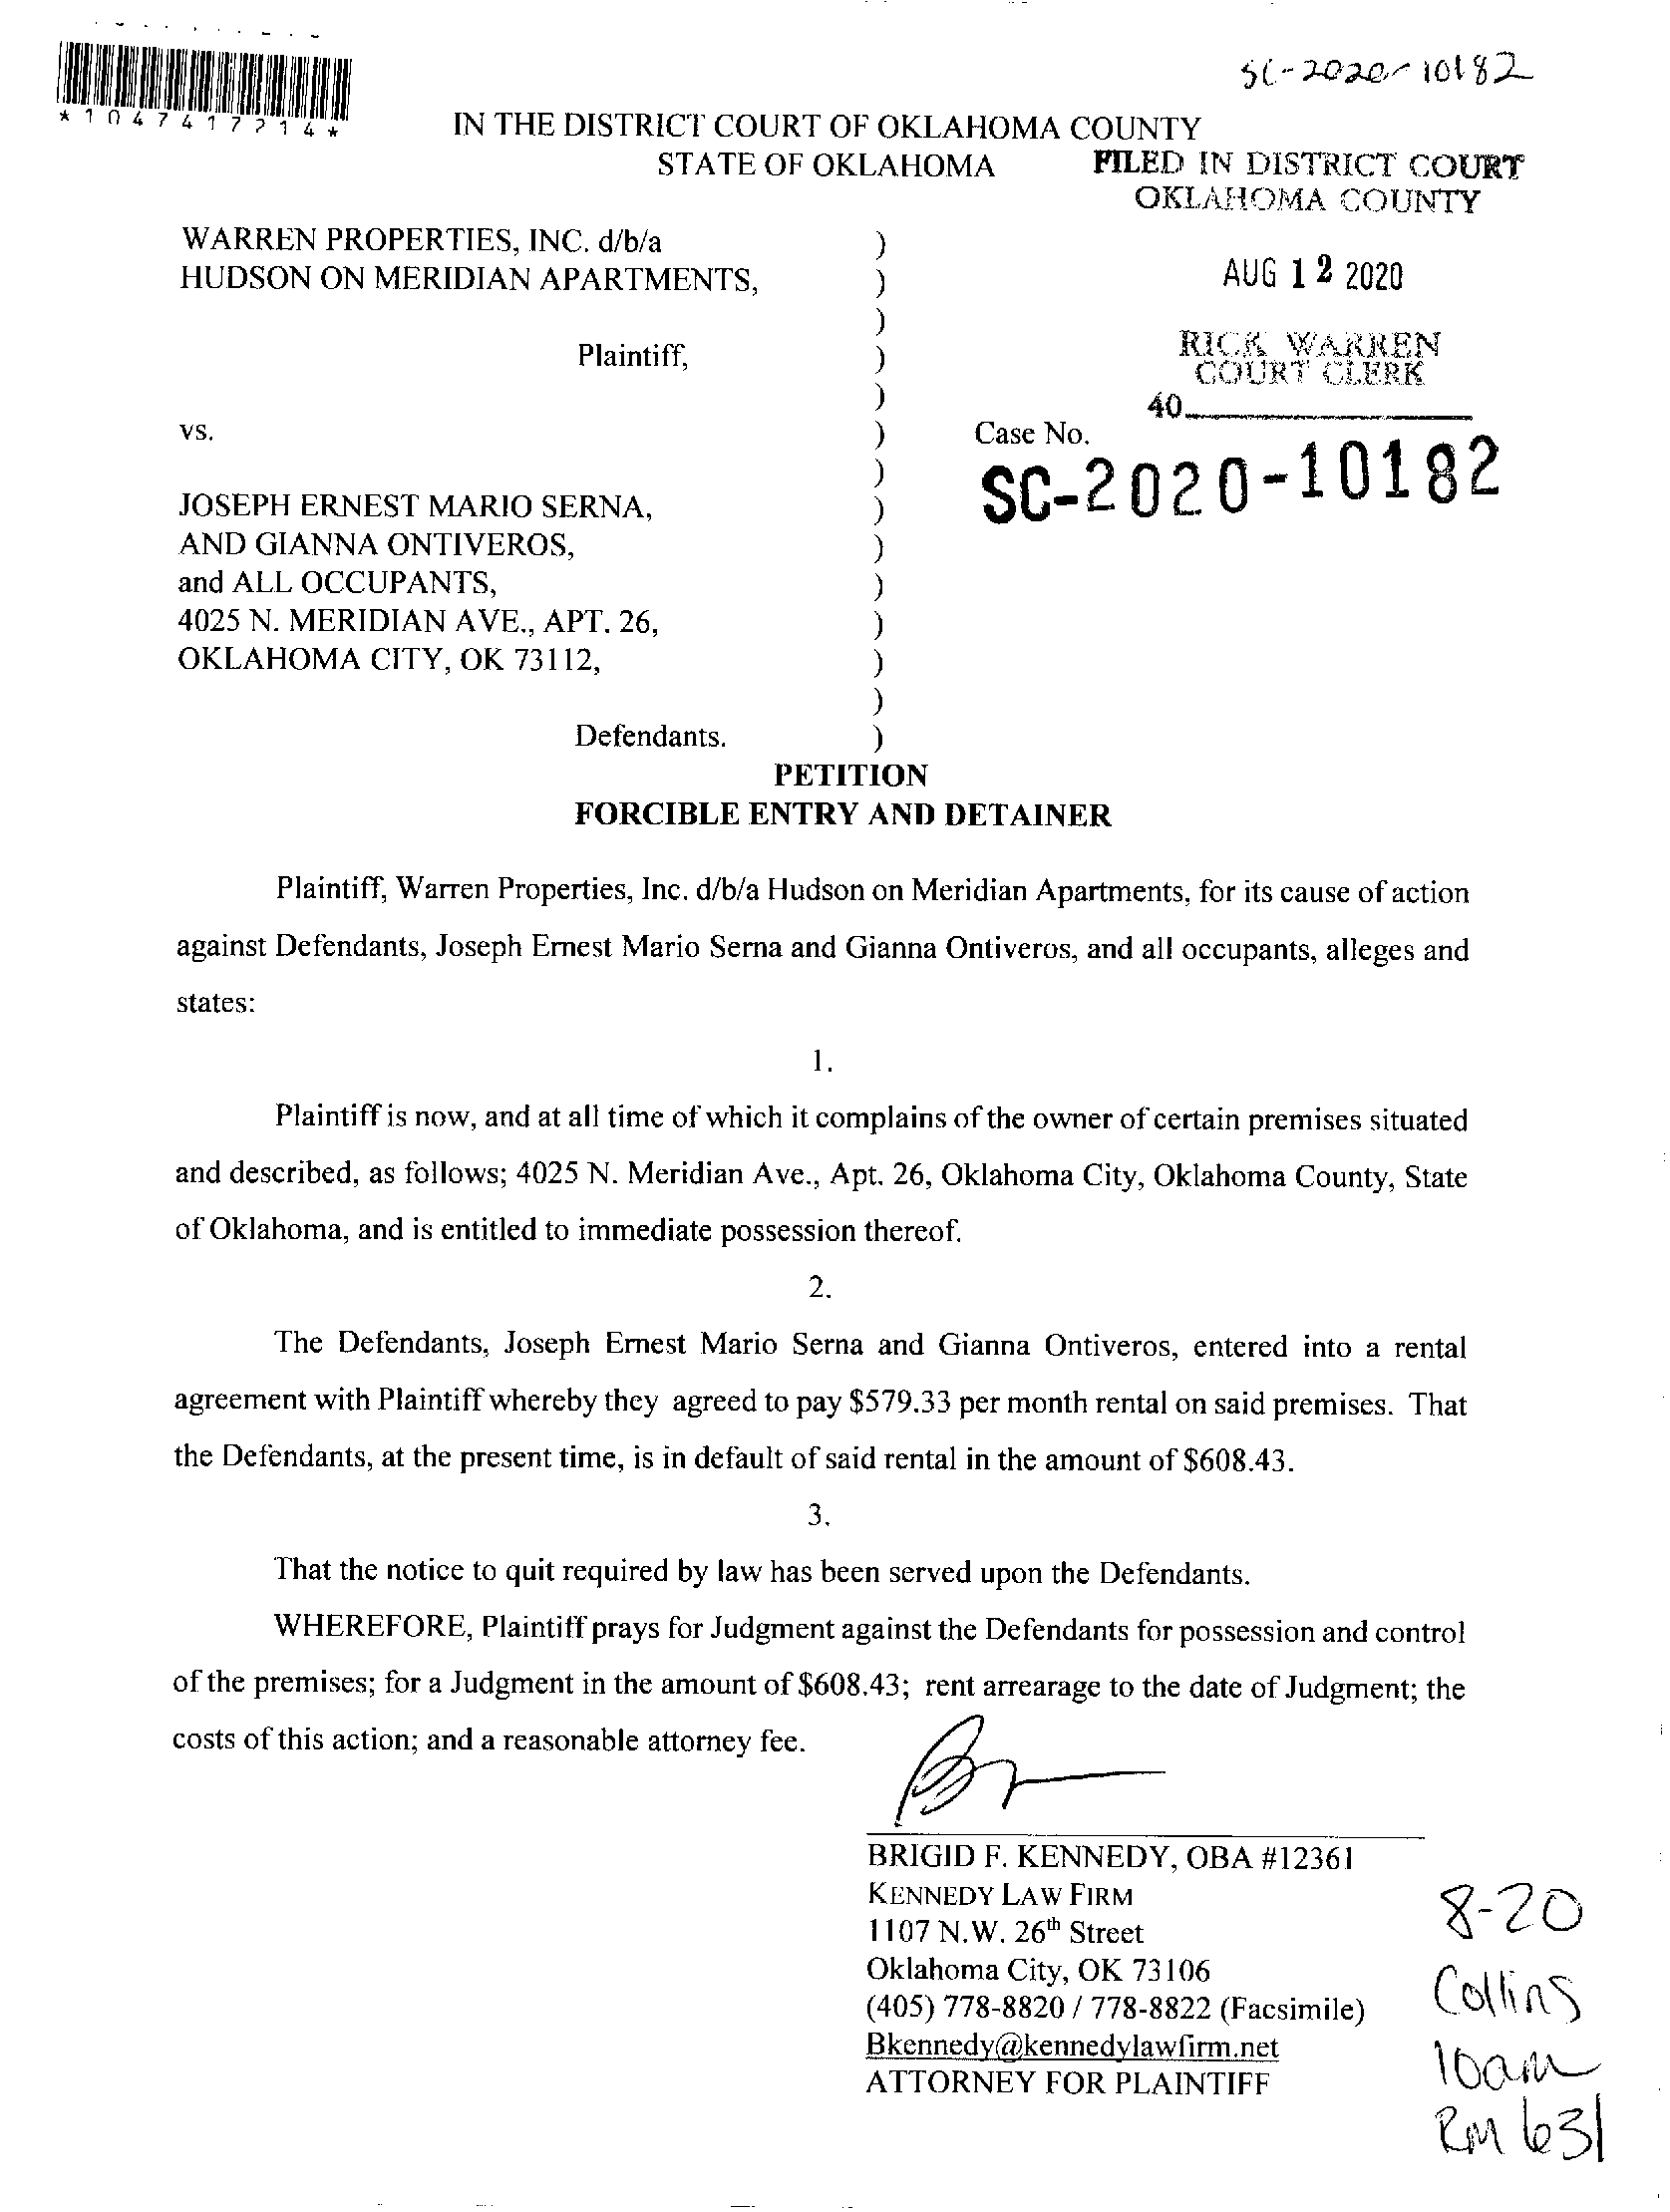 SC-2020-10182
*1047417214*
IN THE DISTRICT COURT OF OKLAHOMA COUNTY
STATE OF OKLAHOMA
FILED IN DISTRICT COURT
OKLAHOMA COUNTY
WARREN PROPERTIES, INC. d/b/a )
HUDSON ON MERIDIAN APARTMENTS, )
AUG 12 2020
)
Plaintiff, )
RICK WARREN
COURT CLERK
)
40
vs. )
Case No.
)
SC-2020-10182
JOSEPH ERNEST MARIO SERNA, )
AND GIANNA ONTIVEROS, )
and ALL OCCUPANTS, )
4025 N. MERIDIAN AVE., APT. 26, )
OKLAHOMA CITY, OK 73112, )
)
Defendants. )
PETITION
FORCIBLE ENTRY AND DETAINER
Plaintiff, Warren Properties, Inc. d/b/a Hudson on Meridian Apartments, for its cause of action
against Defendants, Joseph Ernest Mario Serna and Gianna Ontiveros, and all occupants, alleges and
states:
1.
Plaintiff is now, and at all time of which it complains of the owner of certain premises situated
and described, as follows; 4025 N. Meridian Ave., Apt. 26, Oklahoma City, Oklahoma County, State
of Oklahoma, and is entitled to immediate possession thereof.
2.
The Defendants, Joseph Ernest Mario Serna and Gianna Ontiveros, entered into a rental
agreement with Plaintiff whereby they agreed to pay $579.33 per month rental on said premises. That
the Defendants, at the present time, is in default of said rental in the amount of $608.43.
3.
That the notice to quit required by law has been served upon the Defendants.
WHEREFORE, Plaintiff prays for Judgment against the Defendants for possession and control
of the premises; for a Judgment in the amount of $608.43; rent arrearage to the date of Judgment; the
costs of this action; and a reasonable attorney fee.
BRIGID F. KENNEDY, OBA #12361
KENNEDY LAW FIRM
1107 N.W. 26th Street
Oklahoma City, OK 73106
(405) 778-8820 / 778-8822 (Facsimile)
Bkennedy@kennedylawfirm.net
ATTORNEY FOR PLAINTIFF
8-20
Collins
10am
RM 631